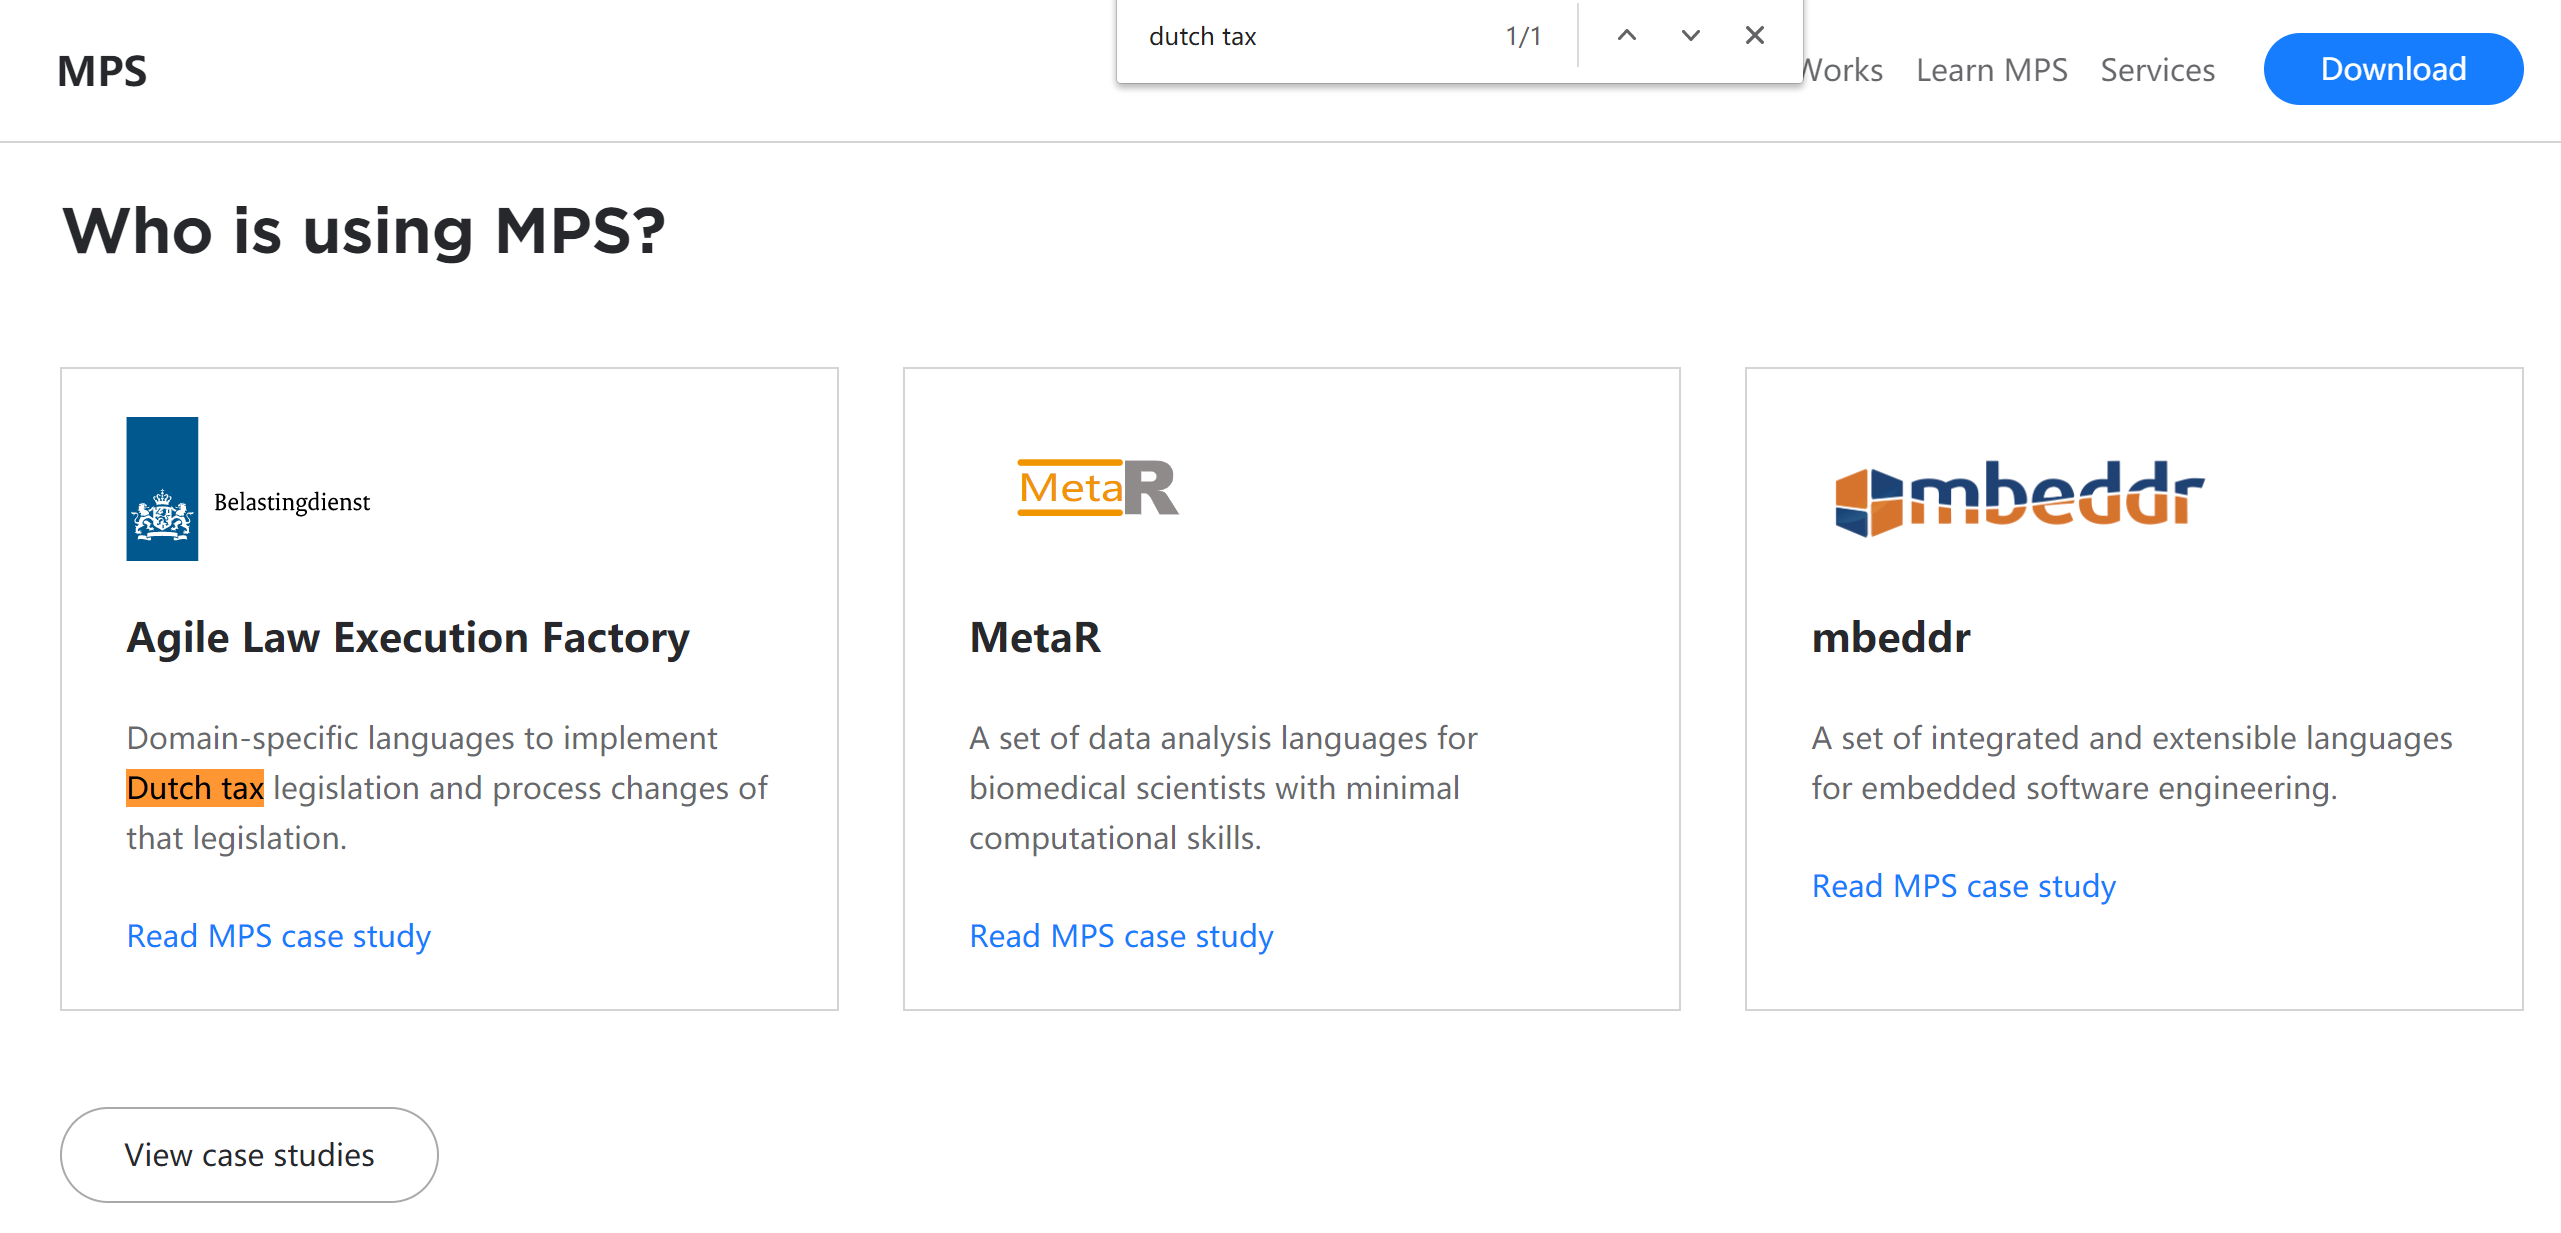 dutch tax 1/1
MPS
Works Learn MPS Services Download
Who is using MPS?
Belastingdienst
Agile Law Execution Factory
Domain-specific languages to implement
Dutch tax legislation and process changes of
that legislation.
Read MPS case study
MetaR
MetaR
A set of data analysis languages for
biomedical scientists with minimal
computational skills.
Read MPS case study
mbeddr
mbeddr
A set of integrated and extensible languages
for embedded software engineering.
Read MPS case study
View case studies